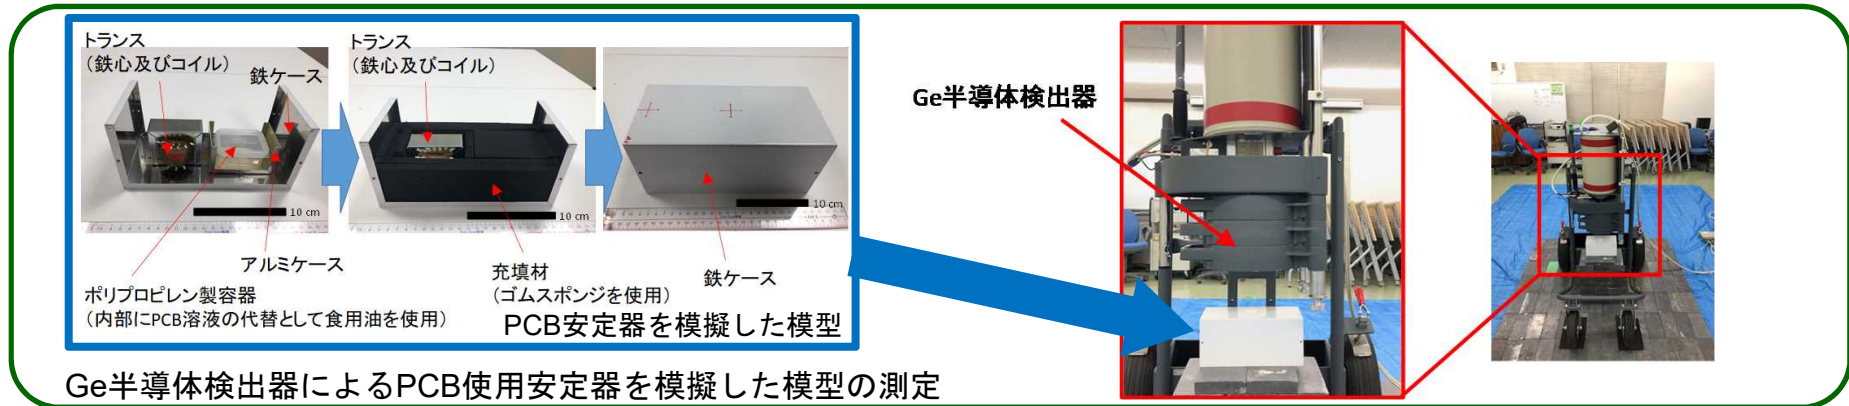 トランス
(鉄心及びコイル)
鉄ケース
10 cm
アルミケース
ポリプロピレン製容器
(内部にPCB溶液の代替として食用油を使用)
トランス
(鉄心及びコイル)
10 cm
充填材
(ゴムスポンジを使用)
10 cm
鉄ケース
PCB安定器を模擬した模型
Ge半導体検出器
Ge半導体検出器によるPCB使用安定器を模擬した模型の測定